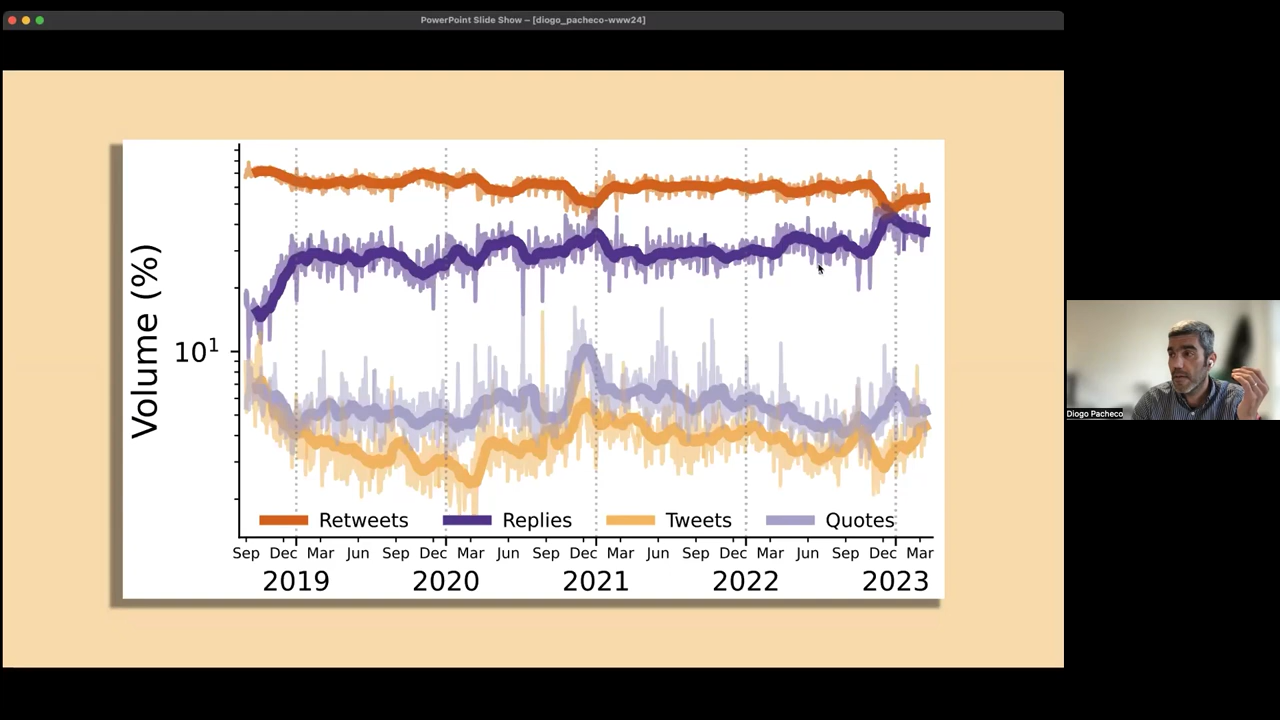 PowerPoint Slide Show – [diogo_pacheco-www24]
Volume (%)
10¹
Retweets Replies Tweets Quotes
Sep Dec Mar Jun Sep Dec Mar Jun Sep Dec Mar Jun Sep Dec Mar Jun Sep Dec Mar
2019 2020 2021 2022 2023
Diogo Pacheco